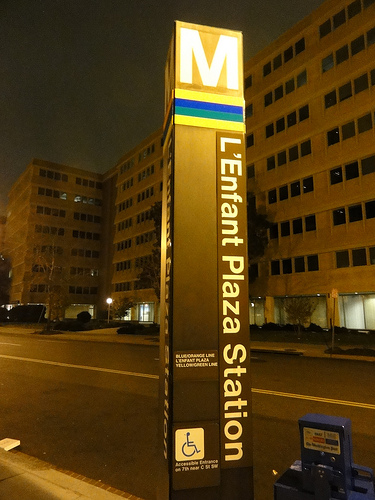 M
L'Enfant Plaza Station
BLUE/ORANGE LINE
L'ENFANT PLAZA
YELLOW/GREEN LINE
Accessible Entrance
on 7th near C St SW